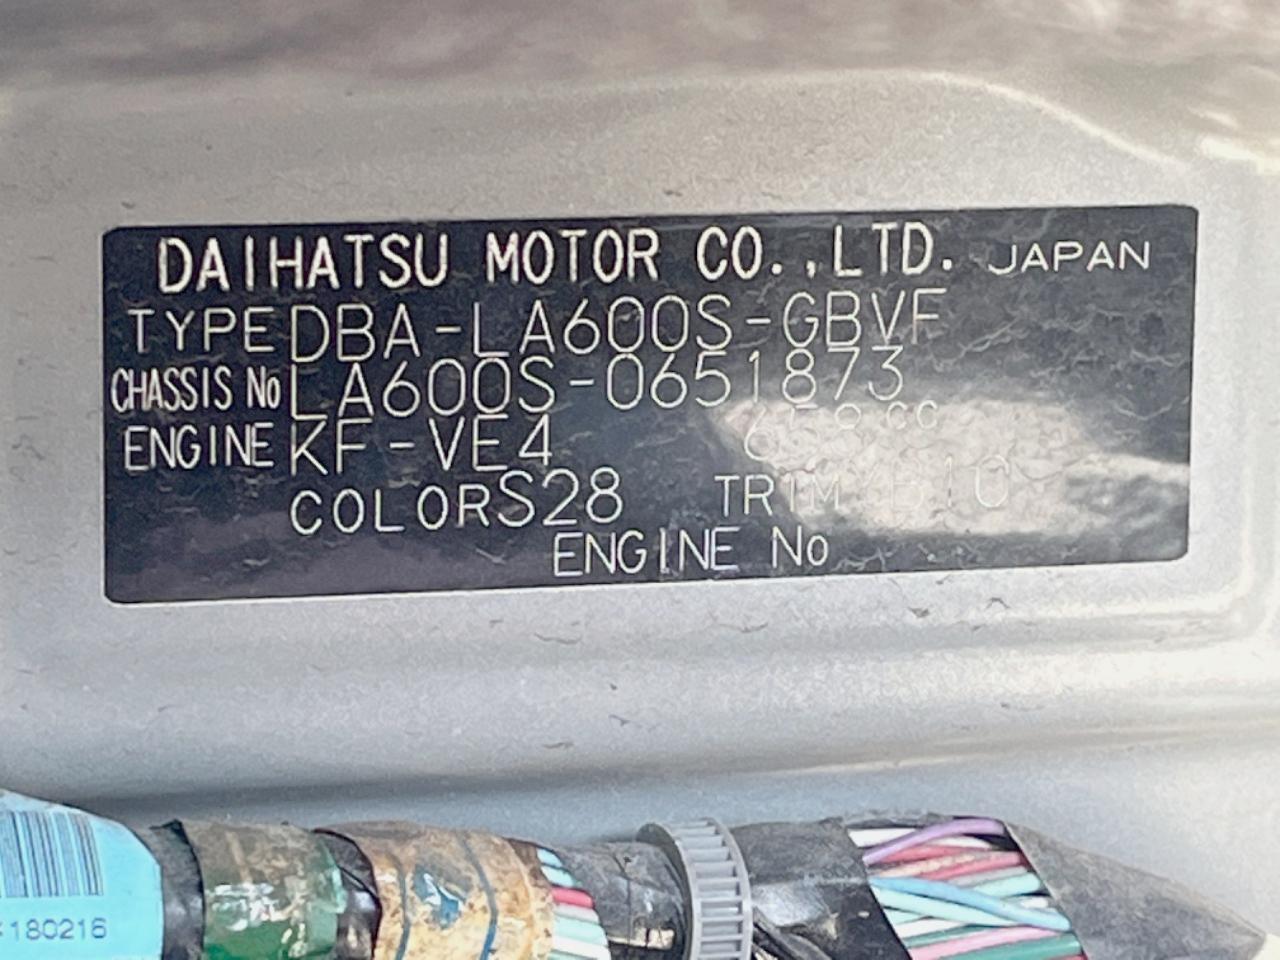 DAIHATSU MOTOR CO.,LTD. JAPAN
TYPE DBA-LA600S-GBVF
CHASSIS No LA600S-0651873
ENGINE KF-VE4 658CC
COLOR S28 TRIM
ENGINE No
180216